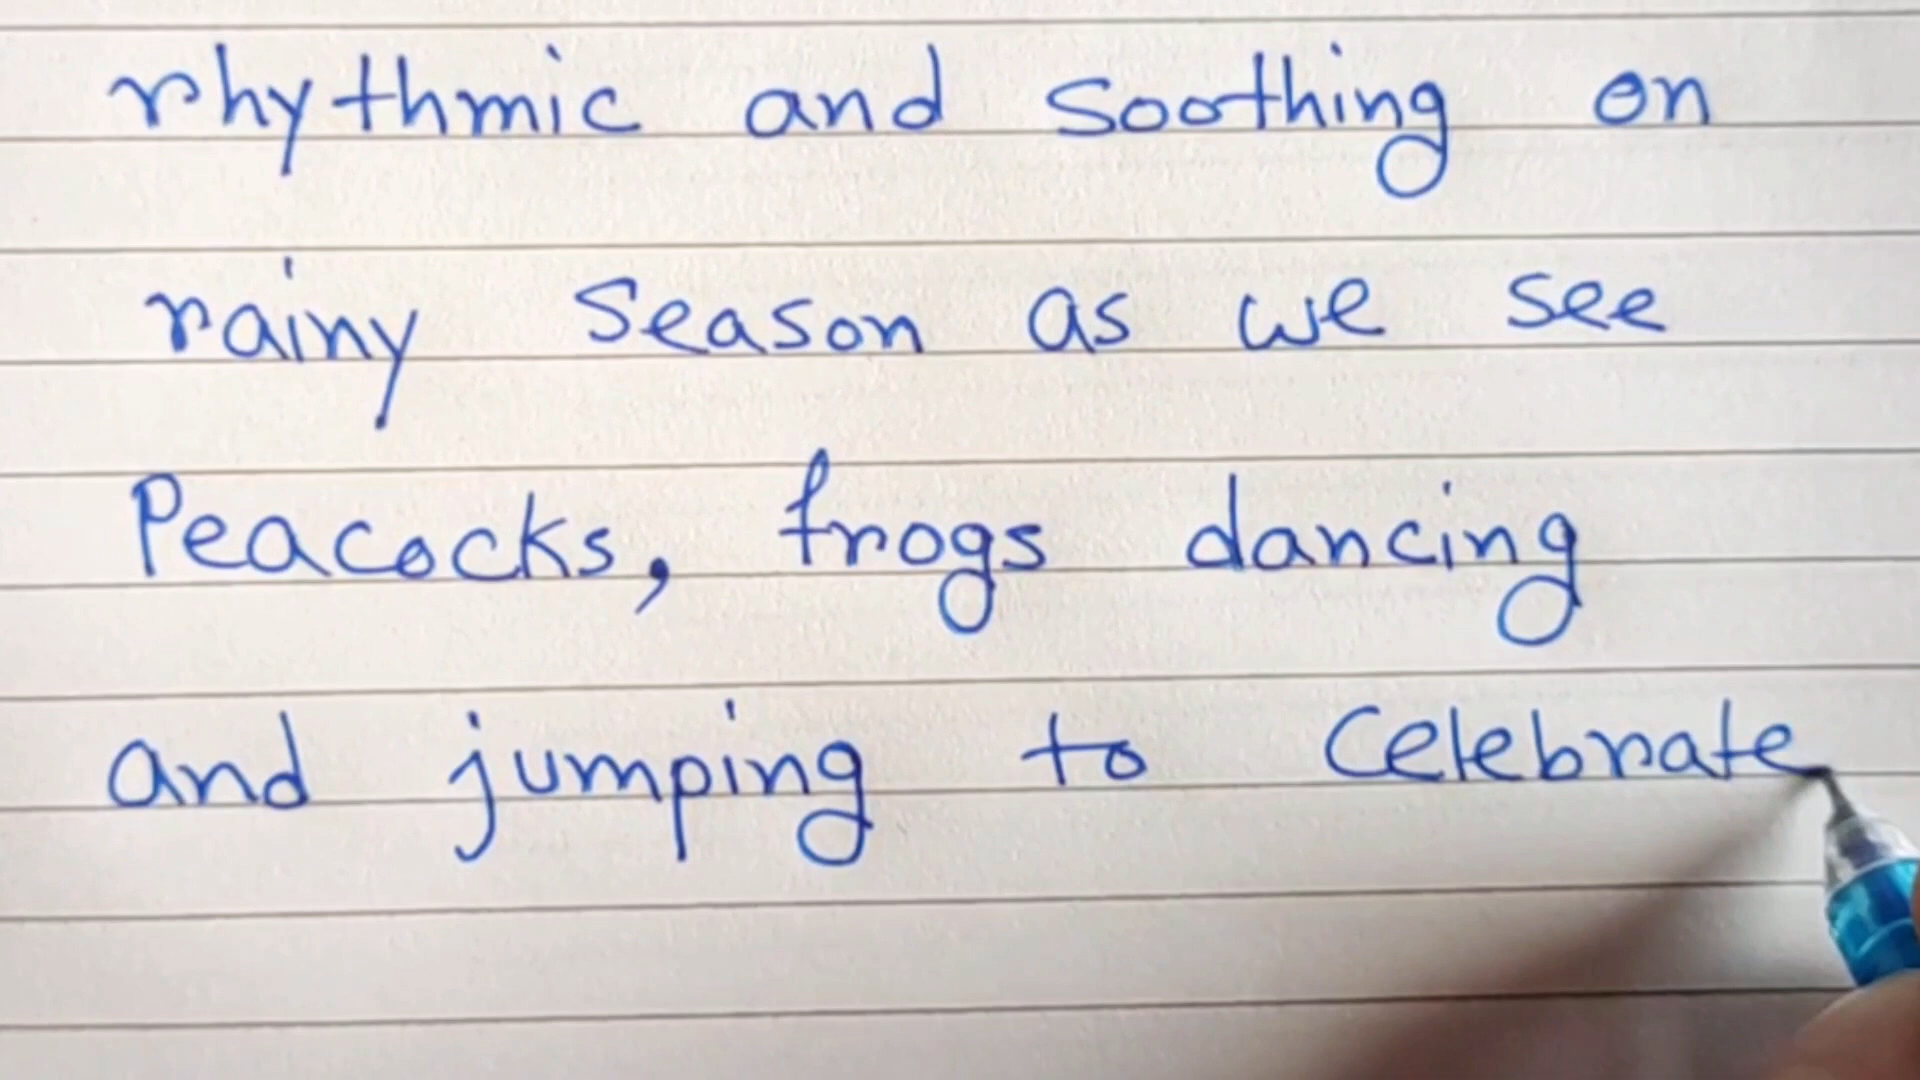 rhythmic and soothing on
rainy season as we see
Peacocks, frogs dancing
and jumping to celebrate